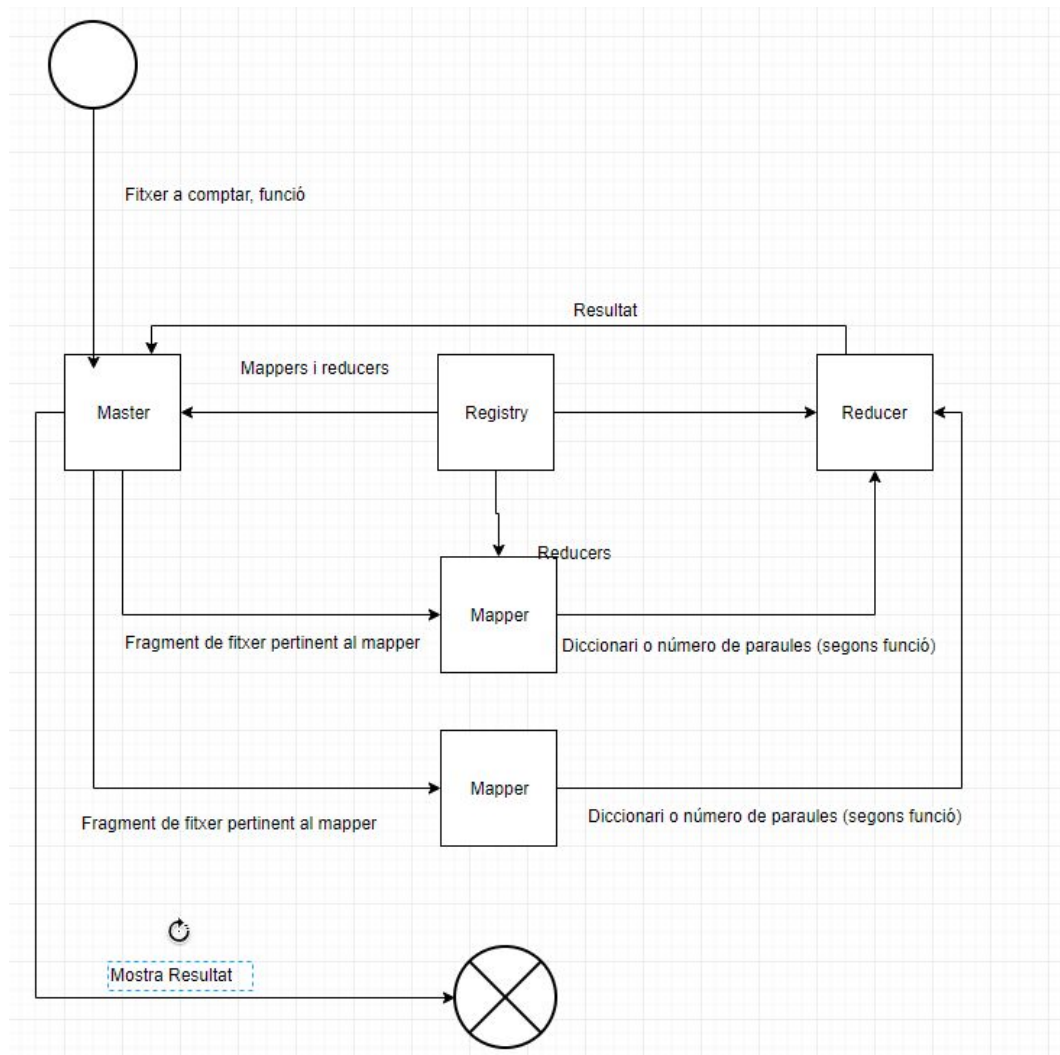 Fitxer a comptar, funció
Resultat
Mappers i reducers
Master
Registry
Reducer
Reducers
Mapper
Fragment de fitxer pertinent al mapper
Diccionari o número de paraules (segons funció)
Mapper
Fragment de fitxer pertinent al mapper
Diccionari o número de paraules (segons funció)
Mostra Resultat